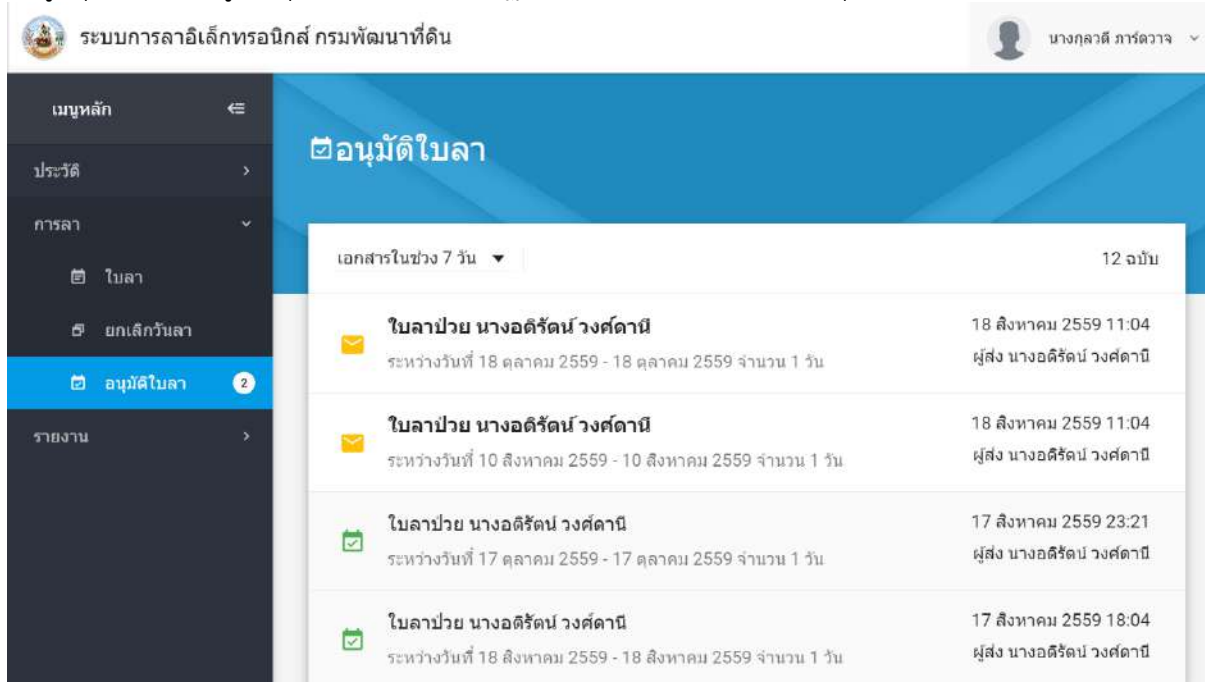 ระบบการลาอิเล็กทรอนิกส์ กรมพัฒนาที่ดิน
นางกุลวดี การ์ดวาจ
เมนูหลัก
ประวัติ
การลา
ใบลา
ยกเลิกวันลา
อนุมัติใบลา 2
รายงาน
อนุมัติใบลา
เอกสารในช่วง 7 วัน
12 ฉบับ
ใบลาป่วย นางอดิรัตน์ วงศ์ดานี
18 สิงหาคม 2559 11:04
ระหว่างวันที่ 18 ตุลาคม 2559 - 18 ตุลาคม 2559 จำนวน 1 วัน
ผู้ส่ง นางอดิรัตน์ วงศ์ดานี
ใบลาป่วย นางอดิรัตน์ วงศ์ดานี
18 สิงหาคม 2559 11:04
ระหว่างวันที่ 10 สิงหาคม 2559 - 10 สิงหาคม 2559 จำนวน 1 วัน
ผู้ส่ง นางอดิรัตน์ วงศ์ดานี
ใบลาป่วย นางอดิรัตน์ วงศ์ดานี
17 สิงหาคม 2559 23:21
ระหว่างวันที่ 17 ตุลาคม 2559 - 17 ตุลาคม 2559 จำนวน 1 วัน
ผู้ส่ง นางอดิรัตน์ วงศ์ดานี
ใบลาป่วย นางอดิรัตน์ วงศ์ดานี
17 สิงหาคม 2559 18:04
ระหว่างวันที่ 18 สิงหาคม 2559 - 18 สิงหาคม 2559 จำนวน 1 วัน
ผู้ส่ง นางอดิรัตน์ วงศ์ดานี